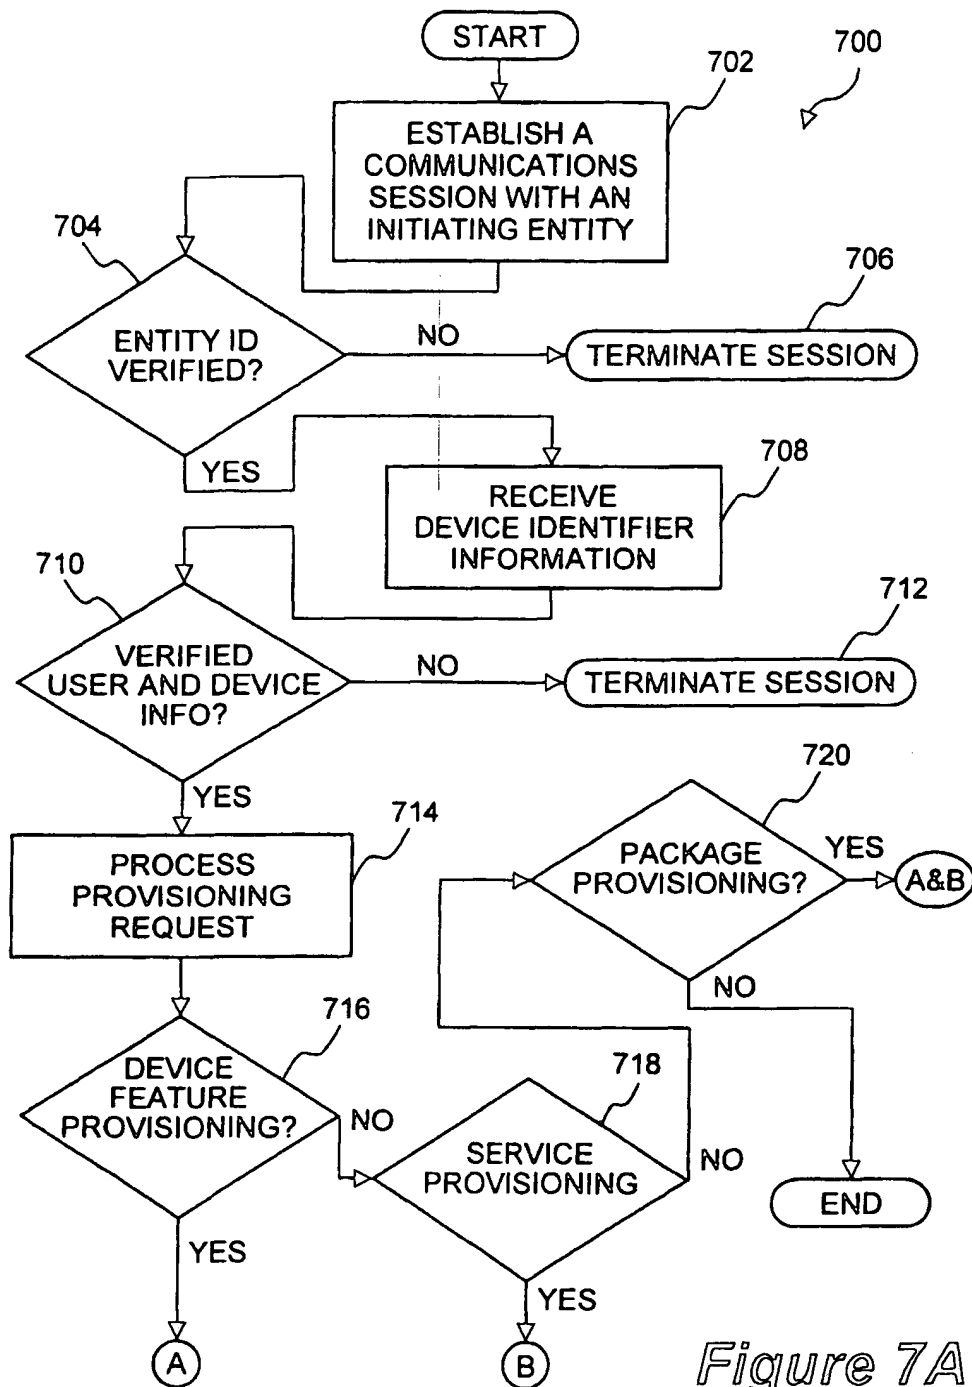 START
700
702
ESTABLISH A
COMMUNICATIONS
SESSION WITH AN
INITIATING ENTITY
704
ENTITY ID
VERIFIED?
NO
706
TERMINATE SESSION
YES
708
RECEIVE
DEVICE IDENTIFIER
INFORMATION
710
VERIFIED
USER AND DEVICE
INFO?
NO
712
TERMINATE SESSION
YES
714
PROCESS
PROVISIONING
REQUEST
720
PACKAGE
PROVISIONING?
YES
A&B
NO
716
DEVICE
FEATURE
PROVISIONING?
NO
718
SERVICE
PROVISIONING
NO
END
YES
YES
A
B
Figure 7A